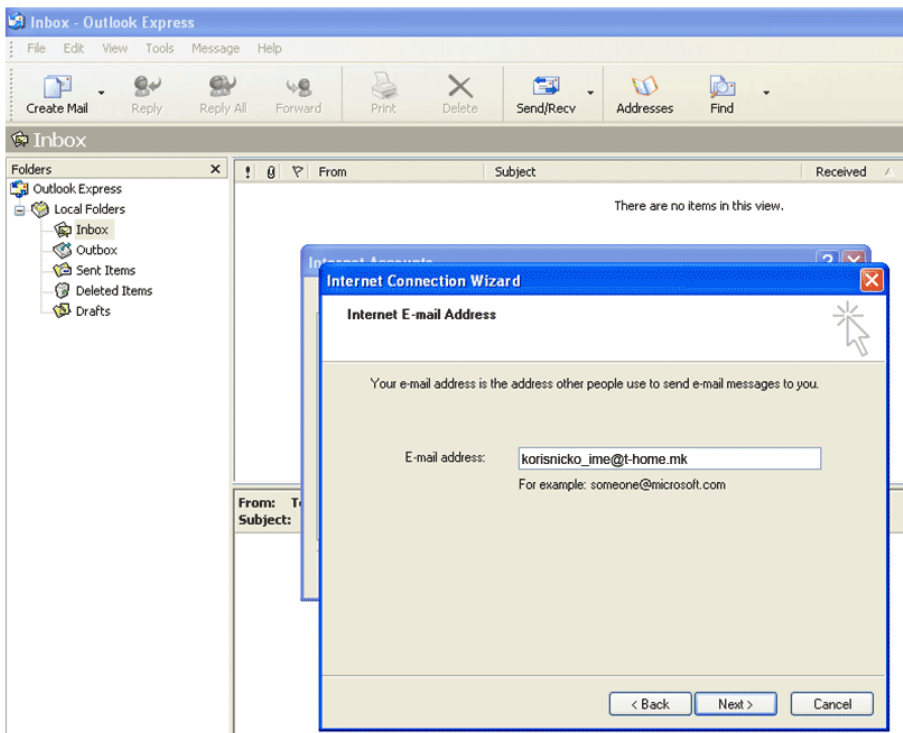 Inbox - Outlook Express
File Edit View Tools Message Help
Create Mail Reply Reply All Forward Print Delete Send/Recv Addresses Find
Inbox
Folders
! From Subject Received
Outlook Express
Local Folders
There are no items in this view.
Inbox
Outbox
Sent Items
Deleted Items
Drafts
Internet Accounts
Internet Connection Wizard
Internet E-mail Address
Your e-mail address is the address other people use to send e-mail messages to you.
E-mail address: korisnicko_ime@t-home.mk
For example: someone@microsoft.com
From:
Subject:
< Back Next > Cancel